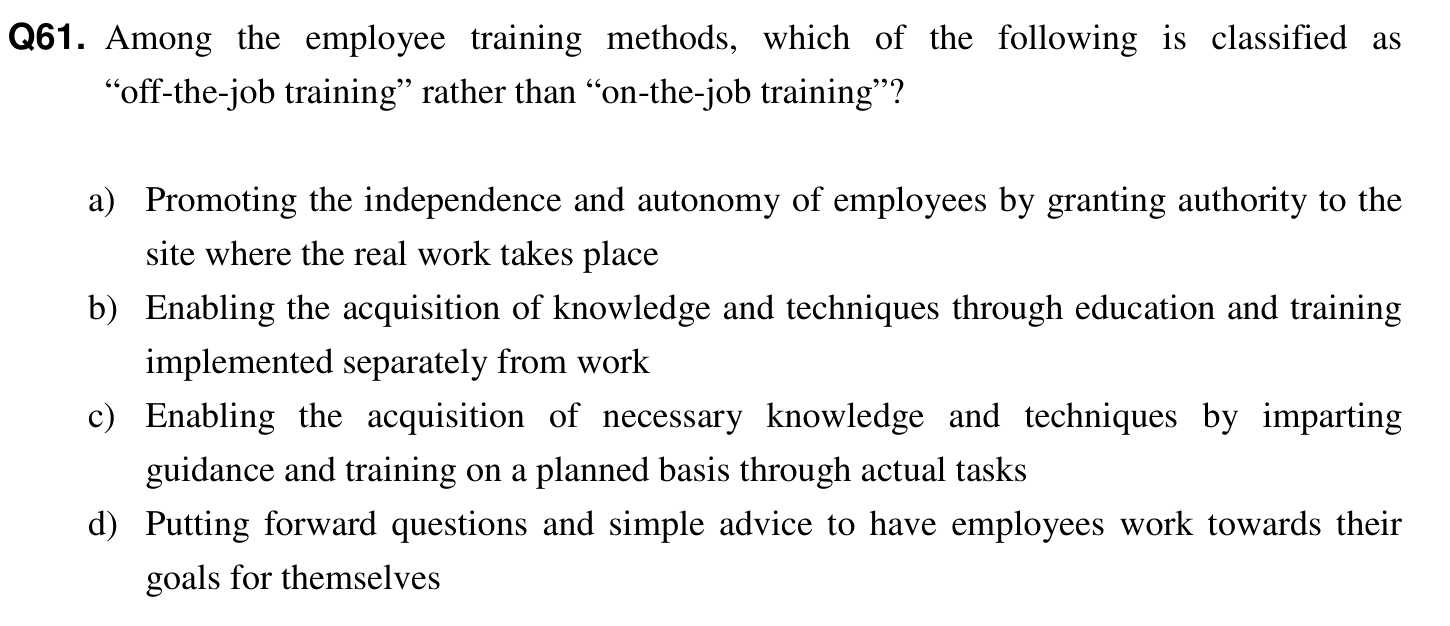 Q61. Among the employee training methods, which of the following is classified as
“off-the-job training” rather than “on-the-job training”?
a) Promoting the independence and autonomy of employees by granting authority to the
site where the real work takes place
b) Enabling the acquisition of knowledge and techniques through education and training
implemented separately from work
c) Enabling the acquisition of necessary knowledge and techniques by imparting
guidance and training on a planned basis through actual tasks
d) Putting forward questions and simple advice to have employees work towards their
goals for themselves